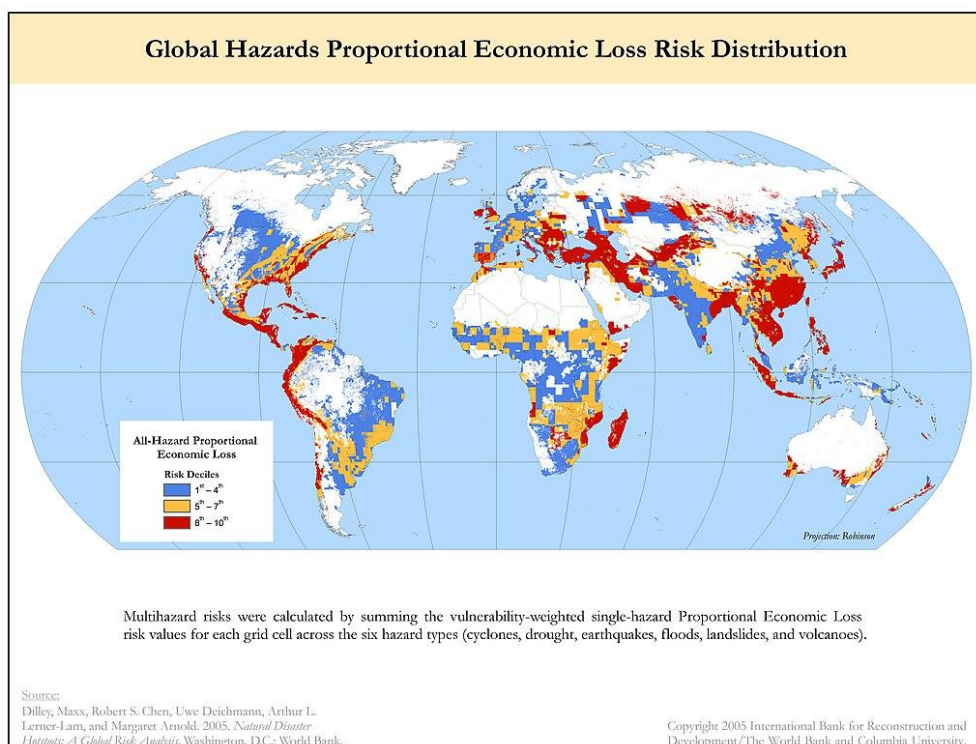 Global Hazards Proportional Economic Loss Risk Distribution
All-Hazard Proportional
Economic Loss
Risk Deciles
1st – 4th
5th – 7th
8th – 10th
Projection: Robinson
Multihazard risks were calculated by summing the vulnerability-weighted single-hazard Proportional Economic Loss
risk values for each grid cell across the six hazard types (cyclones, drought, earthquakes, floods, landslides, and volcanoes).
Source:
Dilley, Maxx, Robert S. Chen, Uwe Deichmann, Arthur L.
Lerner-Lam, and Margaret Arnold. 2005. Natural Disaster
Hotspots: A Global Risk Analysis. Washington, D.C.: World Bank.
Copyright 2005 International Bank for Reconstruction and
Development/The World Bank and Columbia University.